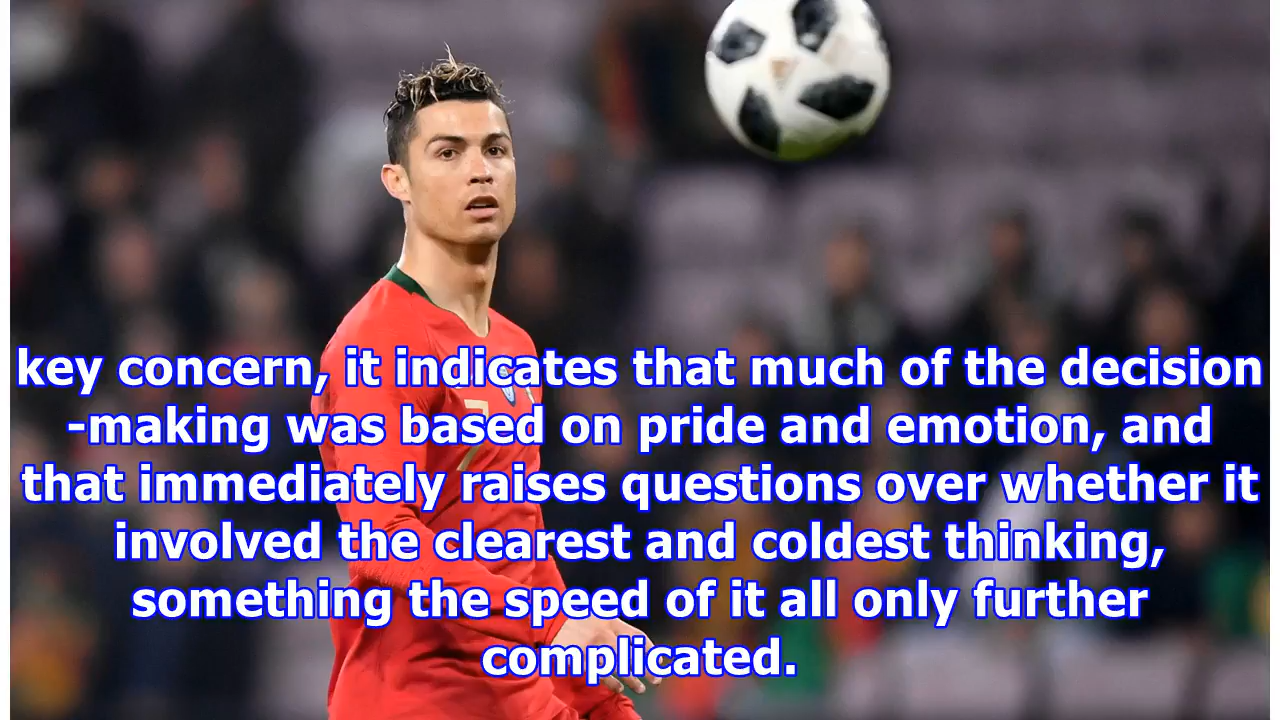 key concern, it indicates that much of the decision
-making was based on pride and emotion, and
that immediately raises questions over whether it
involved the clearest and coldest thinking,
something the speed of it all only further
complicated.
7